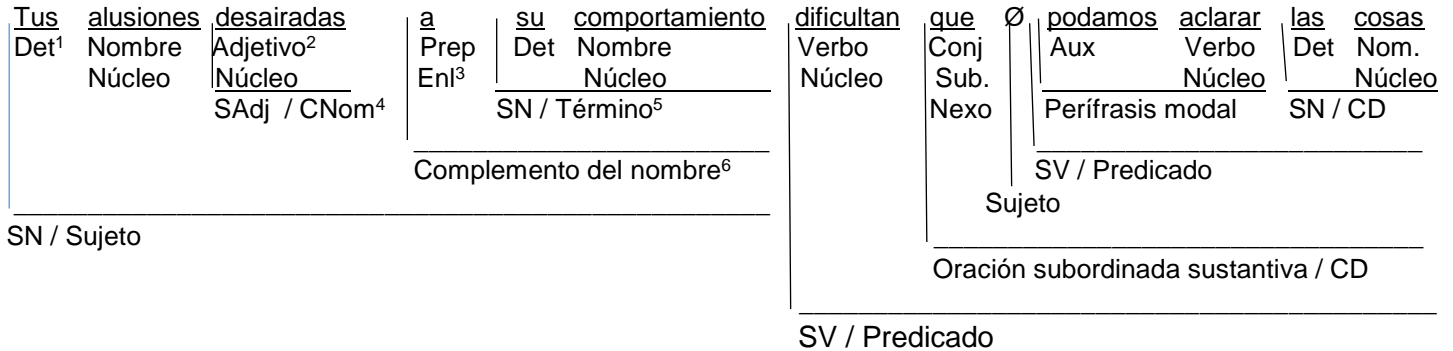 Tus alusiones desairadas a su comportamiento dificultan que Ø podamos aclarar las cosas
Det¹ Nombre Adjetivo² Prep Det Nombre Verbo Conj Aux Verbo Det Nom.
Núcleo Núcleo Enl³ Núcleo Núcleo Sub. Núcleo Núcleo
SAdj / CNom⁴ SN / Término⁵ Nexo Perífrasis modal SN / CD
Complemento del nombre⁶ SV / Predicado
Sujeto
SN / Sujeto
Oración subordinada sustantiva / CD
SV / Predicado